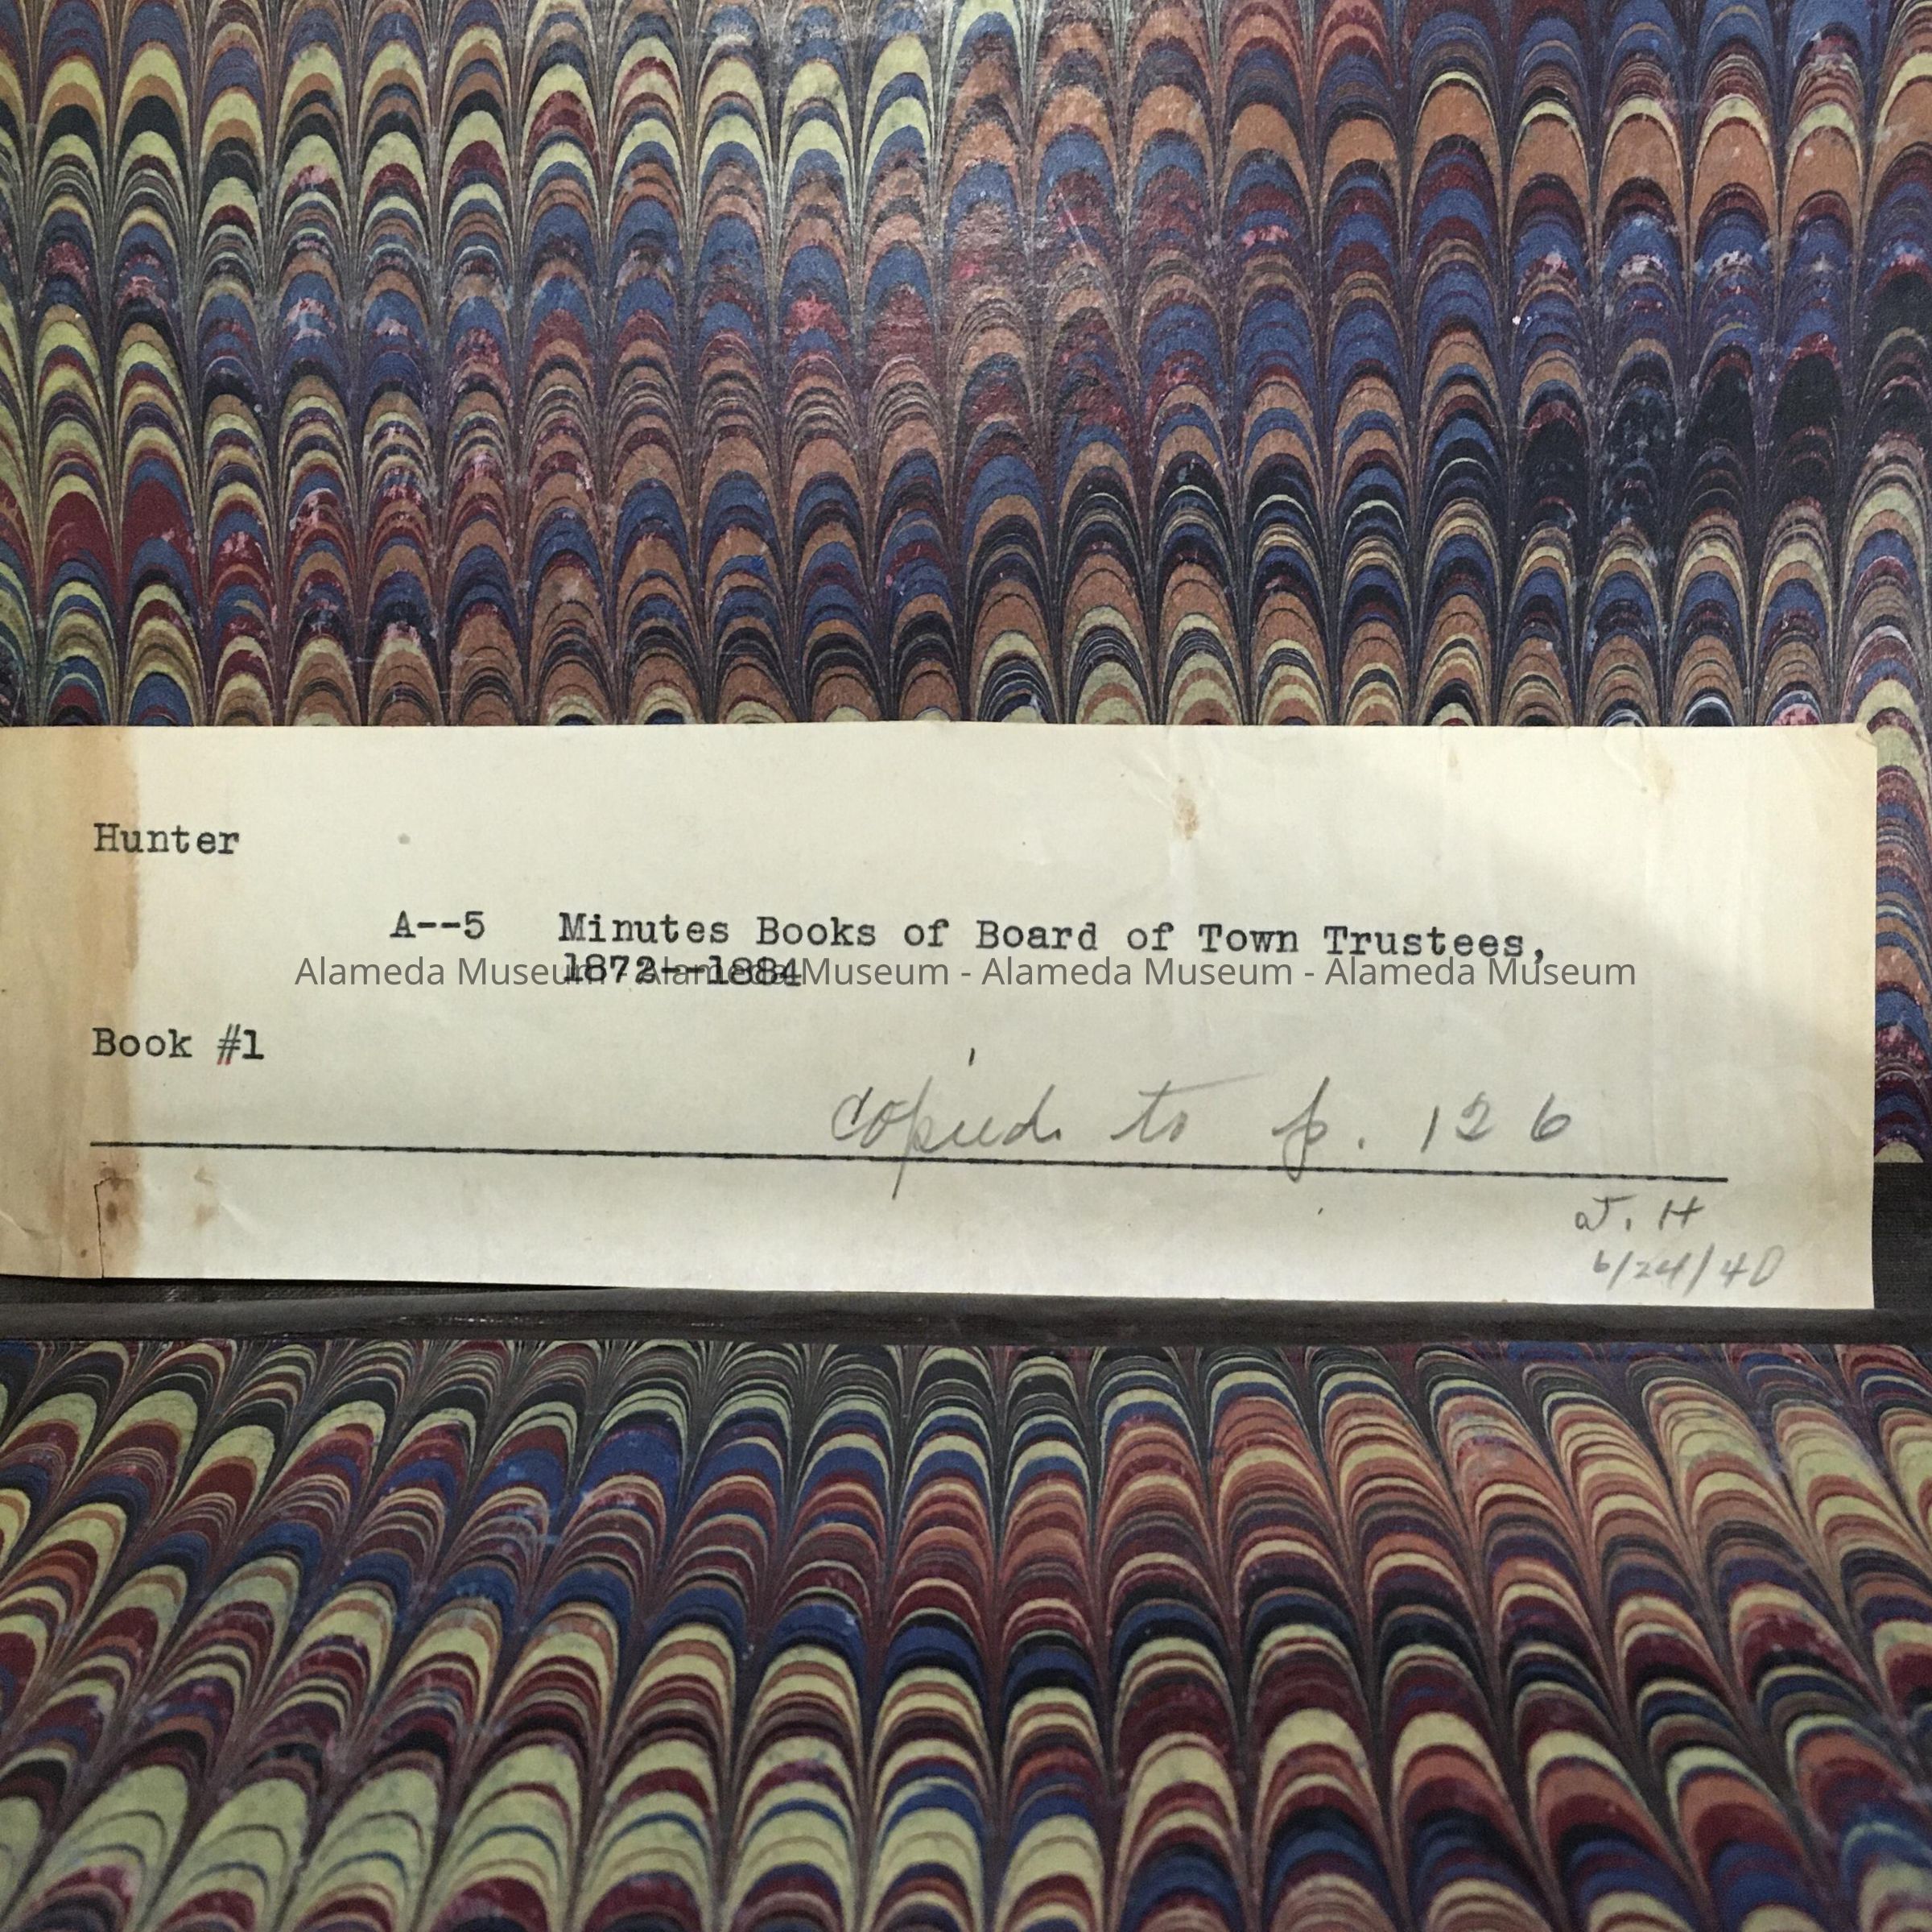 Hunter
A--5 Minutes Books of Board of Town Trustees,
1872--1884
Alameda Museum - Alameda Museum - Alameda Museum - Alameda Museum
Book #1
Copied to p. 126
J. H
6/24/40